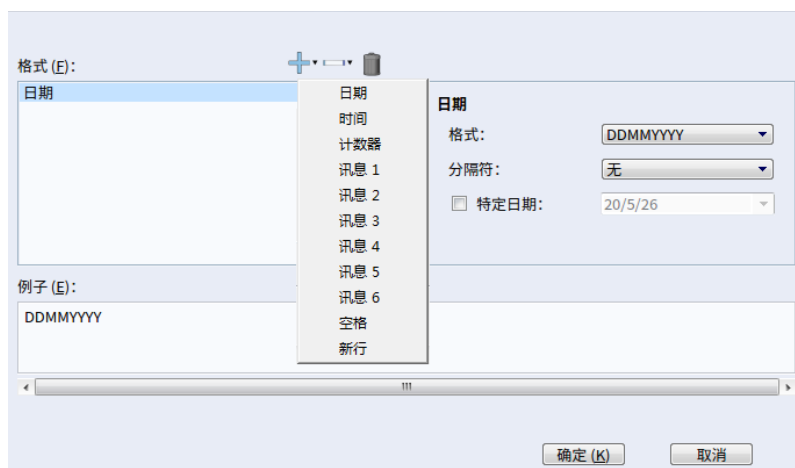 格式(F):
日期
日期
时间
计数器
讯息 1
讯息 2
讯息 3
讯息 4
讯息 5
讯息 6
空格
新行
日期
格式: DDMMYYYY
分隔符: 无
特定日期: 20/5/26
例子(E):
DDMMYYYY
确定(K) 取消